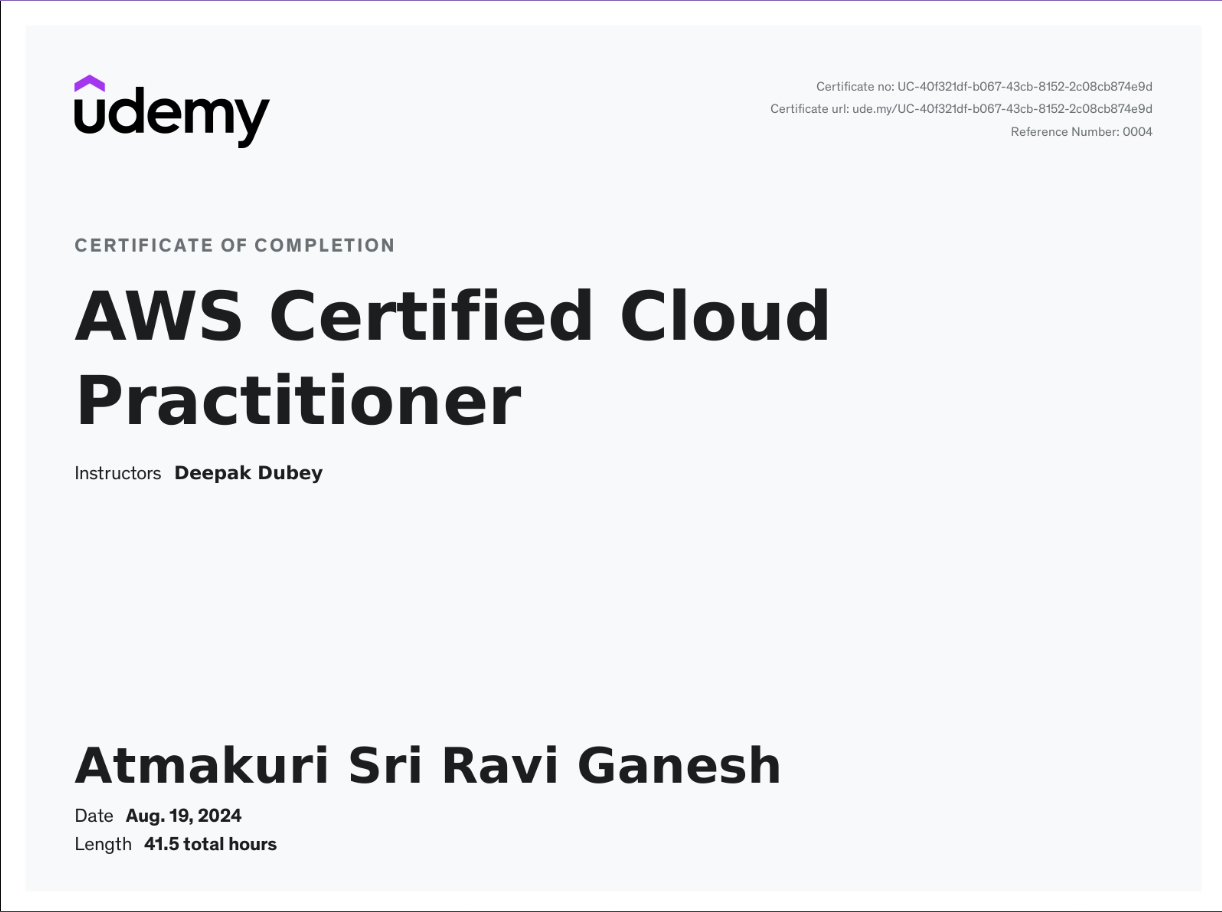 udemy
Certificate no: UC-40f321df-b067-43cb-8152-2c08cb874e9d
Certificate url: ude.my/UC-40f321df-b067-43cb-8152-2c08cb874e9d
Reference Number: 0004
CERTIFICATE OF COMPLETION
AWS Certified Cloud
Practitioner
Instructors Deepak Dubey
Atmakuri Sri Ravi Ganesh
Date Aug. 19, 2024
Length 41.5 total hours